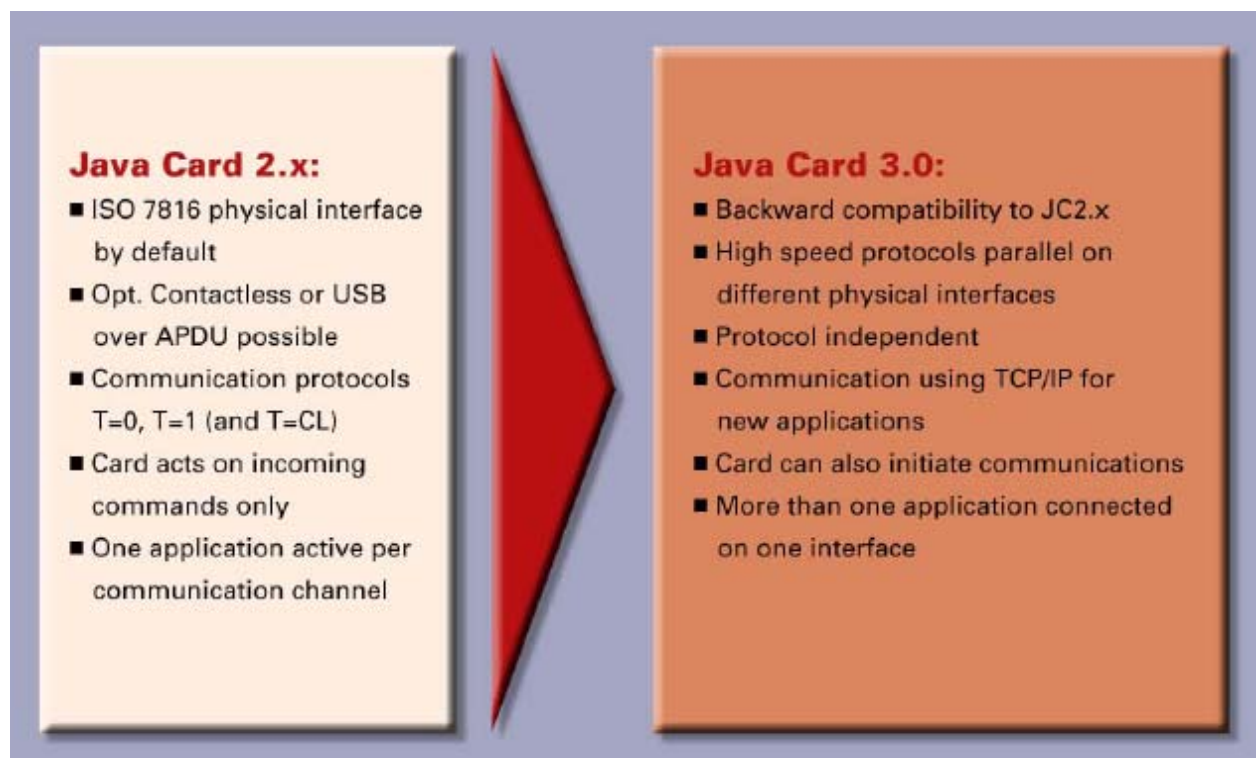 Java Card 2.x:
■ ISO 7816 physical interface
by default
■ Opt. Contactless or USB
over APDU possible
■ Communication protocols
T=0, T=1 (and T=CL)
■ Card acts on incoming
commands only
■ One application active per
communication channel
Java Card 3.0:
■ Backward compatibility to JC2.x
■ High speed protocols parallel on
different physical interfaces
■ Protocol independent
■ Communication using TCP/IP for
new applications
■ Card can also initiate communications
■ More than one application connected
on one interface